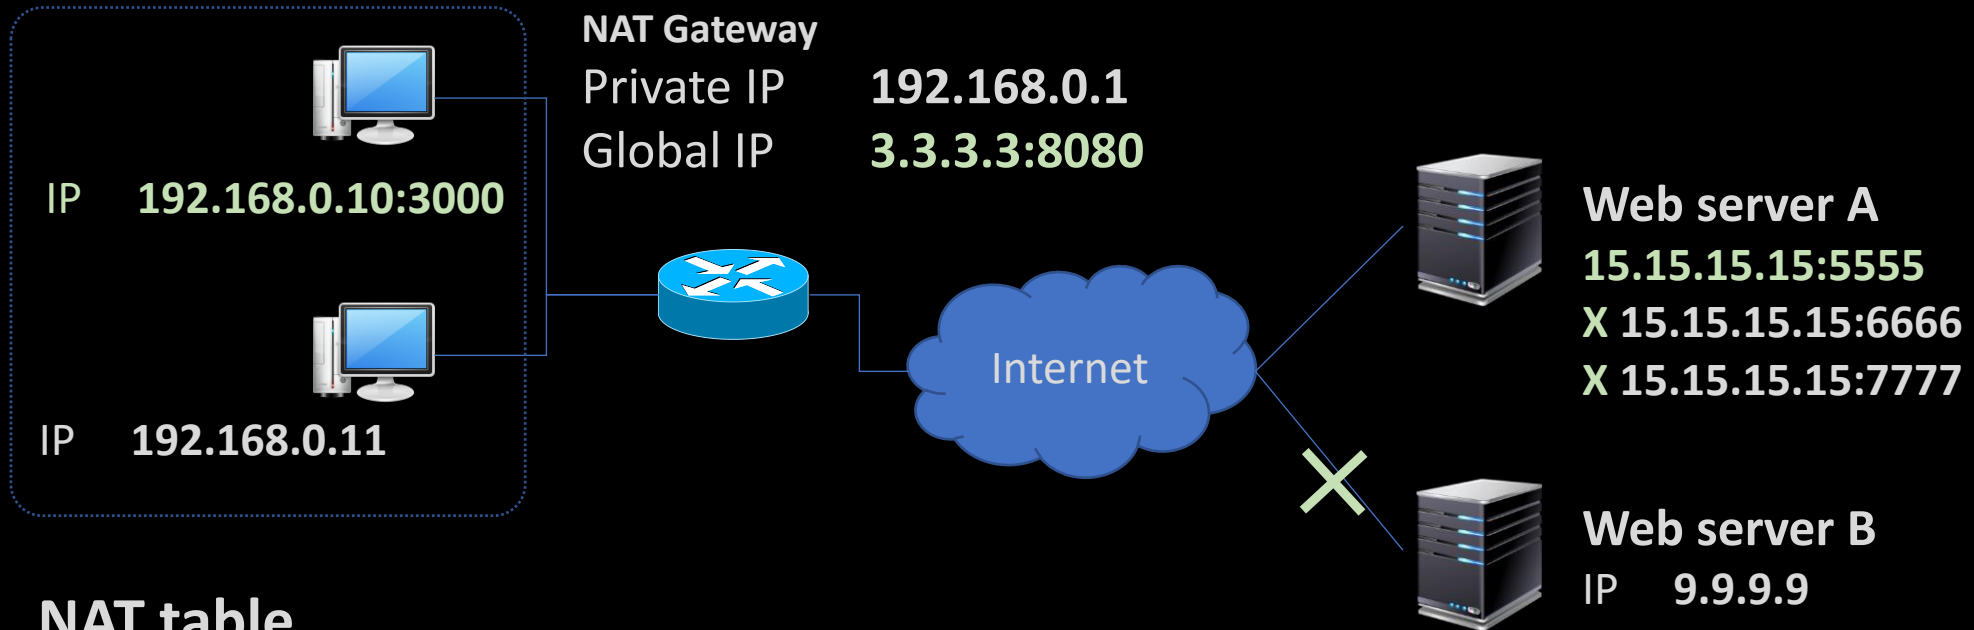 NAT Gateway
Private IP 192.168.0.1
Global IP 3.3.3.3:8080
IP 192.168.0.10:3000
IP 192.168.0.11
Internet
Web server A
15.15.15.15:5555
X 15.15.15.15:6666
X 15.15.15.15:7777
Web server B
IP 9.9.9.9
NAT table